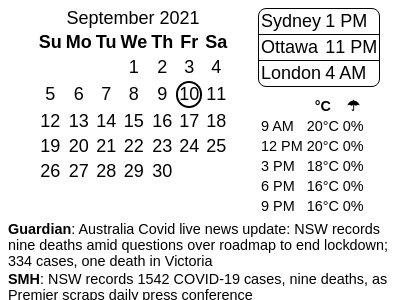 September 2021
Su Mo Tu We Th Fr Sa
1 2 3 4
5 6 7 8 9 10 11
12 13 14 15 16 17 18
19 20 21 22 23 24 25
26 27 28 29 30
Sydney 1 PM
Ottawa 11 PM
London 4 AM
°C ☂
9 AM 20°C 0%
12 PM 20°C 0%
3 PM 18°C 0%
6 PM 16°C 0%
9 PM 16°C 0%
Guardian: Australia Covid live news update: NSW records
nine deaths amid questions over roadmap to end lockdown;
334 cases, one death in Victoria
SMH: NSW records 1542 COVID-19 cases, nine deaths, as
Premier scraps daily press conference